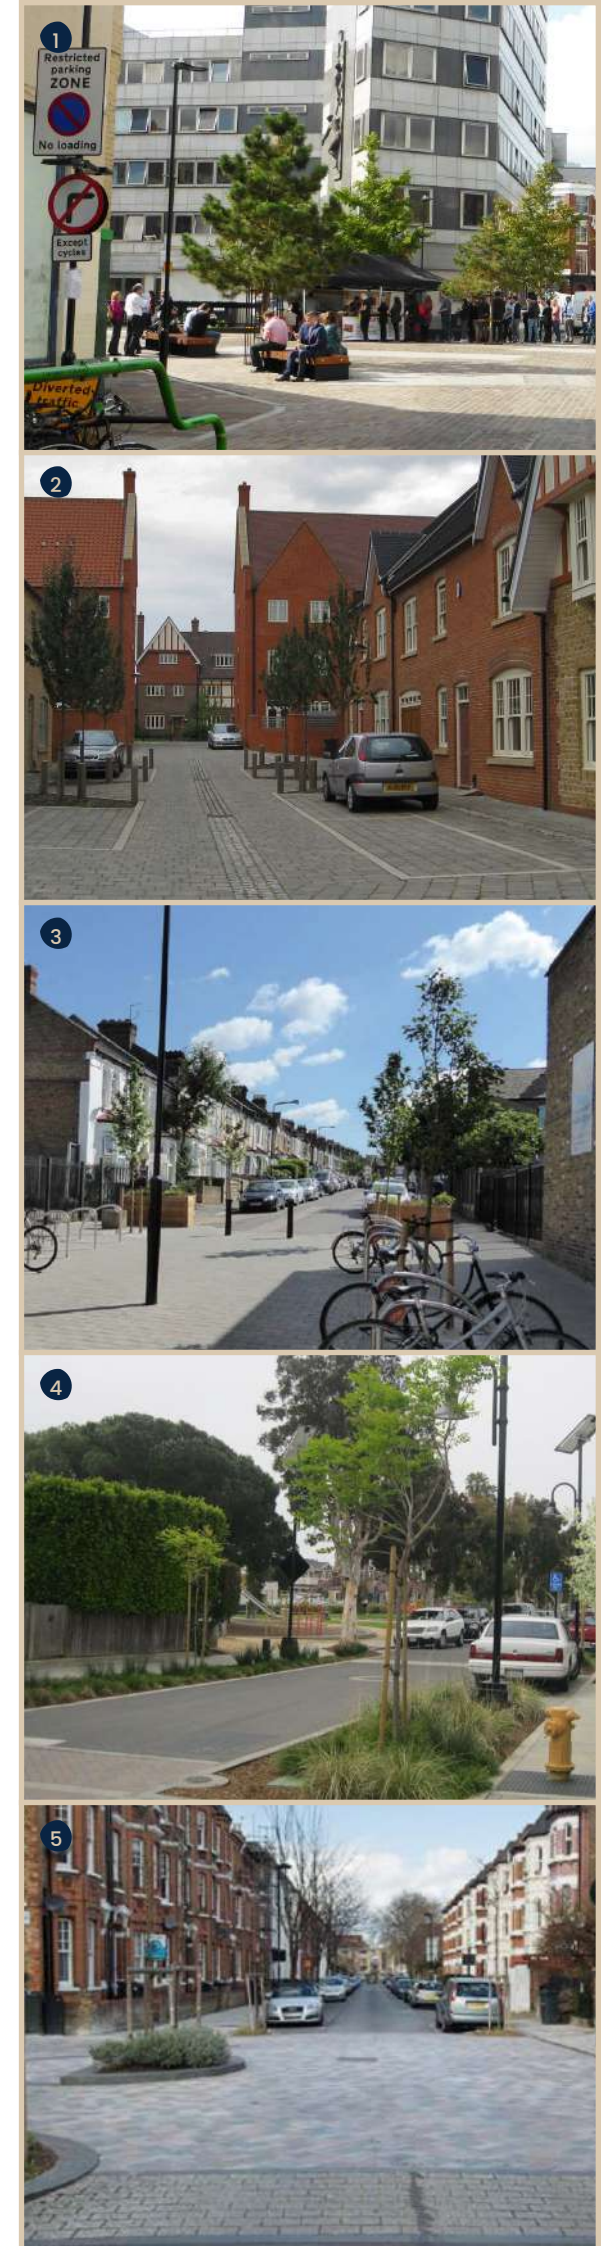 1
Restricted
parking
ZONE
No loading
Except
cycles
Diverted
traffic
2
3
4
5